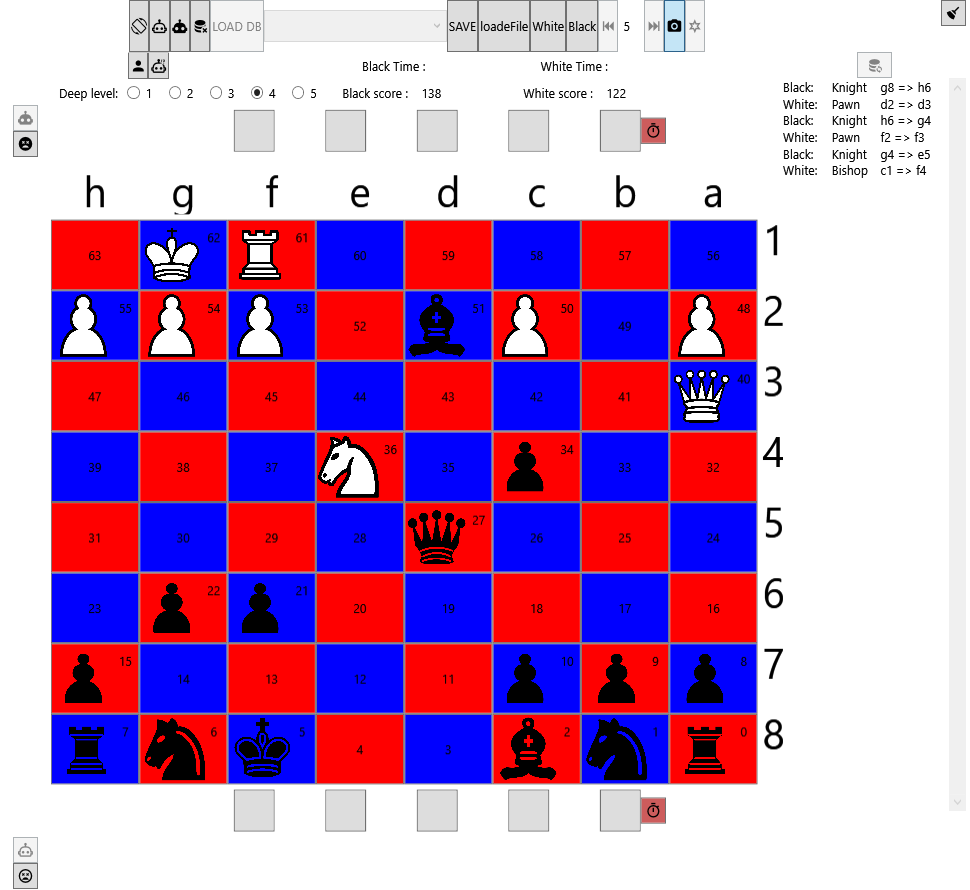 LOAD DB SAVE loadeFile White Black 5
Black Time : White Time :
Deep level: 1 2 3 4 5 Black score : 138 White score : 122
Black: Knight g8 => h6
White: Pawn d2 => d3
Black: Knight h6 => g4
White: Pawn f2 => f3
Black: Knight g4 => e5
White: Bishop c1 => f4
h g f e d c b a
63 62 61 60 59 58 57 56 1
55 54 53 52 51 50 49 48 2
47 46 45 44 43 42 41 40 3
39 38 37 36 35 34 33 32 4
31 30 29 28 27 26 25 24 5
23 22 21 20 19 18 17 16 6
15 14 13 12 11 10 9 8 7
7 6 5 4 3 2 1 0 8